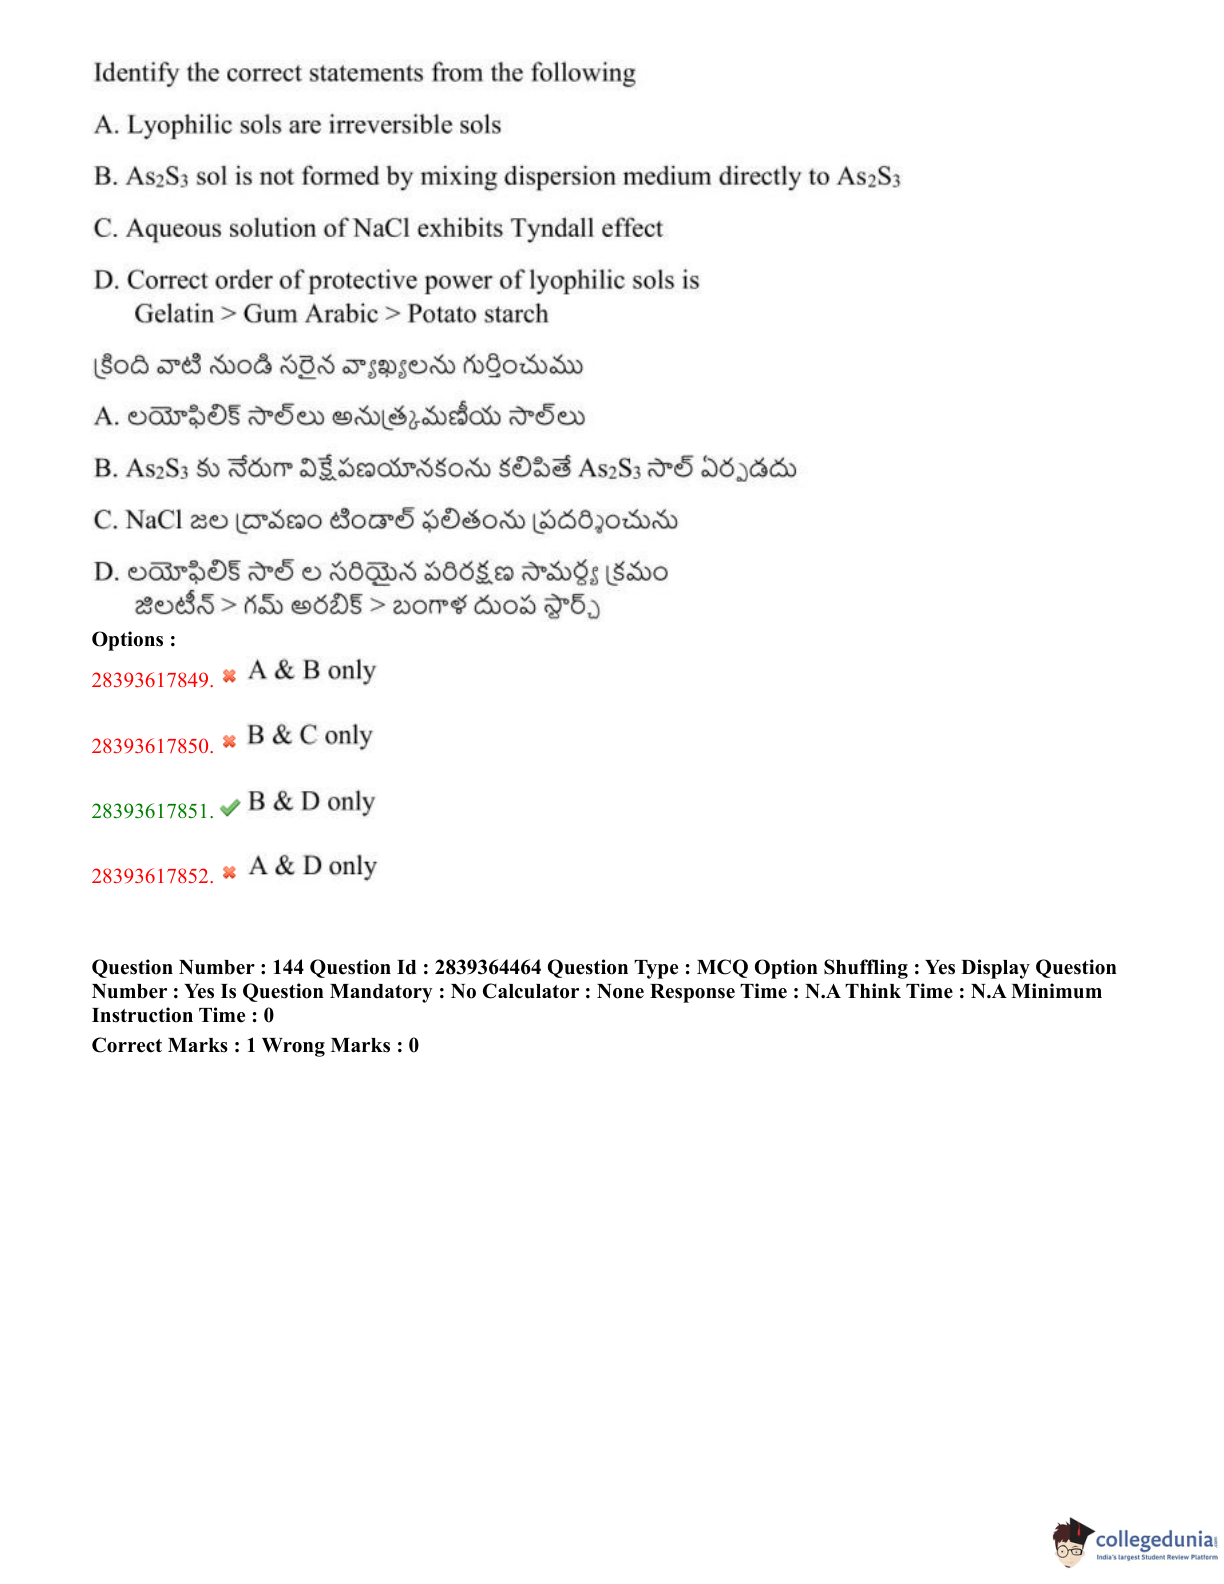 Identify the correct statements from the following
A. Lyophilic sols are irreversible sols
B. As₂S₃ sol is not formed by mixing dispersion medium directly to As₂S₃
C. Aqueous solution of NaCl exhibits Tyndall effect
D. Correct order of protective power of lyophilic sols is
Gelatin > Gum Arabic > Potato starch
క్రింది వాటి నుండి సరైన వ్యాఖ్యలను గుర్తించుము
A. లయోఫిలిక్ సాల్‌లు అనుత్క్రమణీయ సాల్‌లు
B. As₂S₃ కు నేరుగా విక్షేపణయానకంను కలిపితే As₂S₃ సాల్ ఏర్పడదు
C. NaCl జల ద్రావణం టిండాల్ ఫలితంను ప్రదర్శించును
D. లయోఫిలిక్ సాల్ ల సరియైన పరిరక్షణ సామర్థ్య క్రమం
జిలటీన్ > గమ్ అరబిక్ > బంగాళ దుంప స్టార్చ్
Options :
28393617849. ✖ A & B only
28393617850. ✖ B & C only
28393617851. ✔ B & D only
28393617852. ✖ A & D only
Question Number : 144 Question Id : 2839364464 Question Type : MCQ Option Shuffling : Yes Display Question
Number : Yes Is Question Mandatory : No Calculator : None Response Time : N.A Think Time : N.A Minimum
Instruction Time : 0
Correct Marks : 1 Wrong Marks : 0
collegedunia
India's largest Student Review Platform